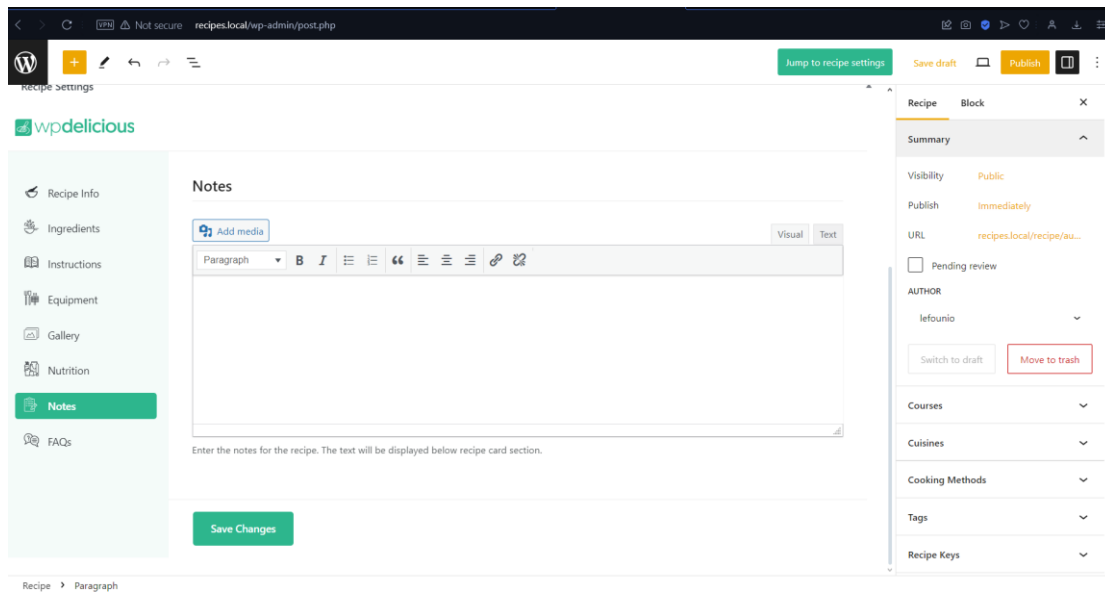 VPN Not secure recipes.local/wp-admin/post.php
Jump to recipe settings Save draft Publish
Recipe Settings
wpdelicious
Recipe Info
Ingredients
Instructions
Equipment
Gallery
Nutrition
Notes
FAQs
Notes
Add media
Visual Text
Paragraph B I
Enter the notes for the recipe. The text will be displayed below recipe card section.
Save Changes
Recipe Block
Summary
Visibility Public
Publish Immediately
URL recipes.local/recipe/au...
Pending review
AUTHOR
lefounio
Switch to draft Move to trash
Courses
Cuisines
Cooking Methods
Tags
Recipe Keys
Recipe > Paragraph